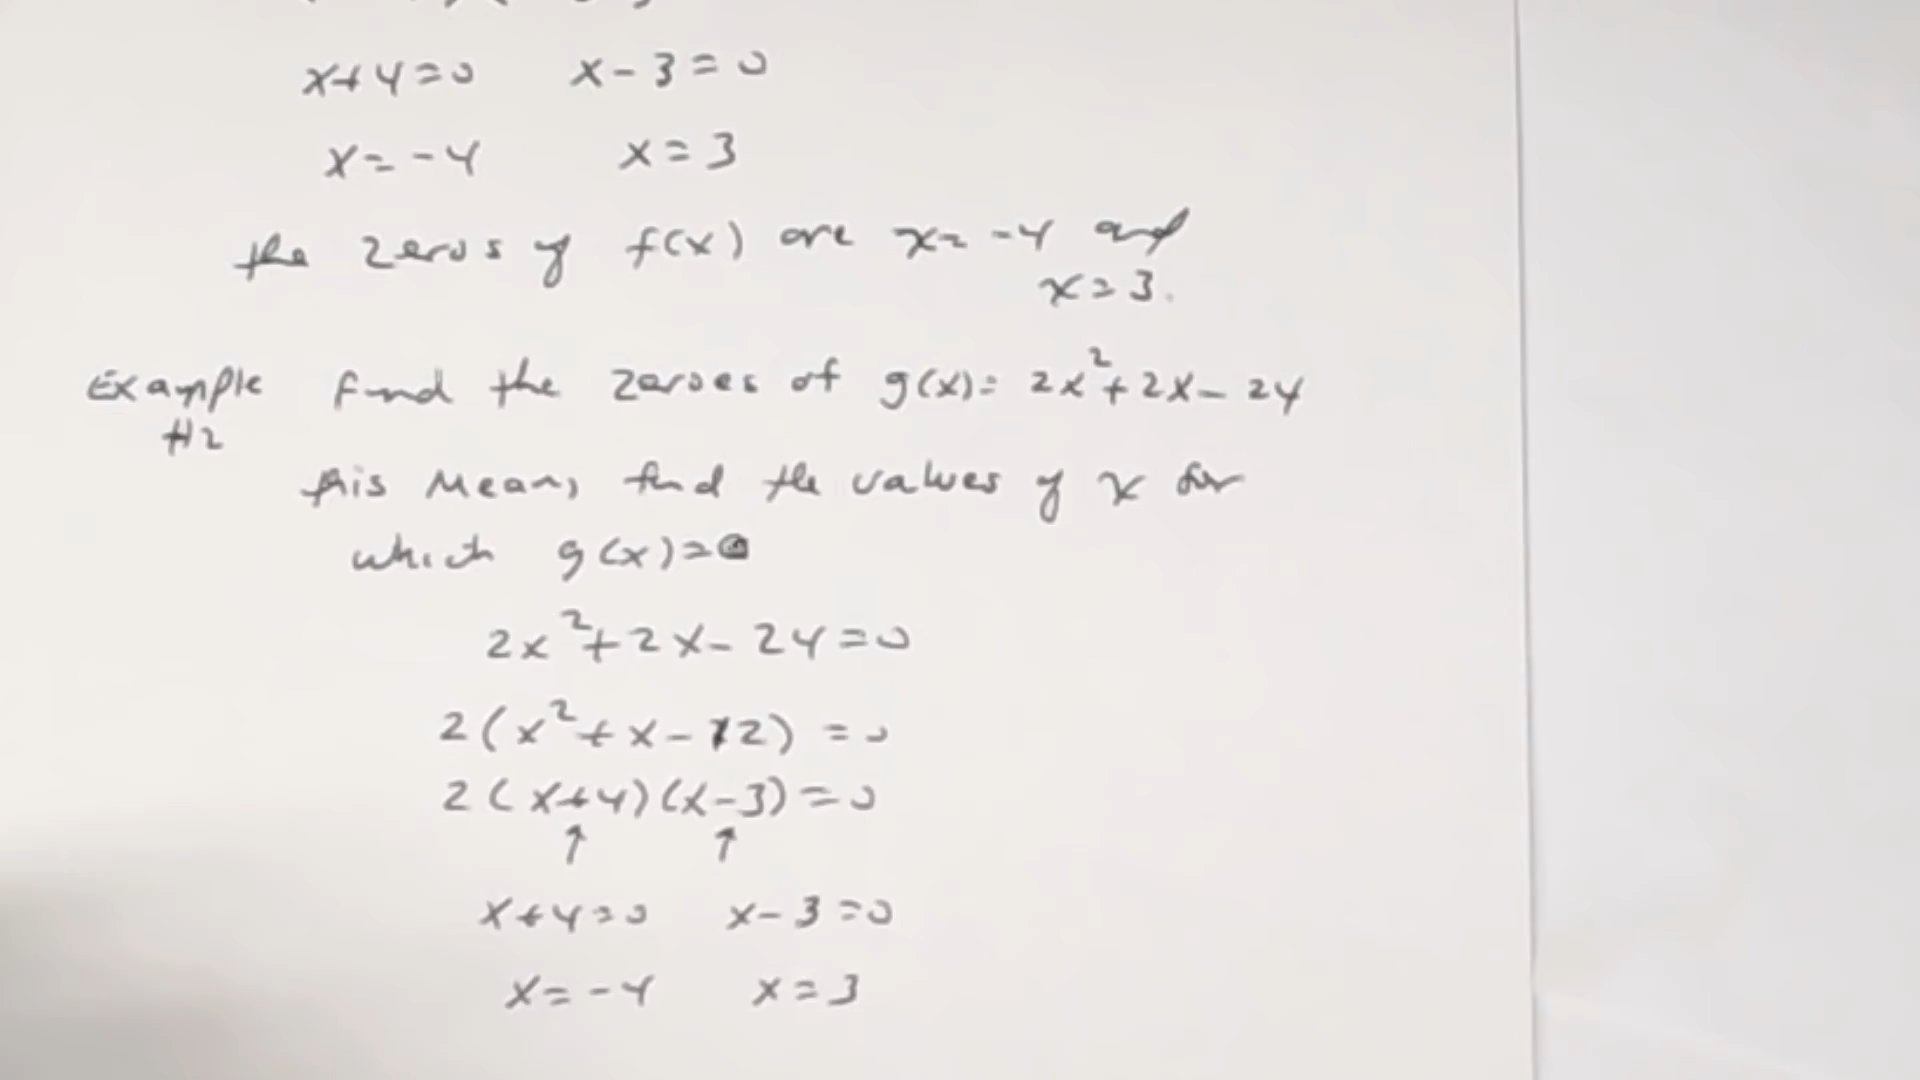 x+4=0 x-3=0
x=-4 x=3
the zeros of f(x) are x=-4 and
x=3.
Example find the zeroes of g(x)= 2x²+2x-24
#2
this means find the values of x for
which g(x)=0
2x²+2x-24=0
2(x²+x-12)=0
2(x+4)(x-3)=0
↑ ↑
x+4=0 x-3=0
x=-4 x=3